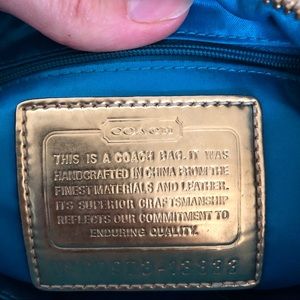 COACH
THIS IS A COACH BAG. IT WAS
HANDCRAFTED IN CHINA FROM THE
FINEST MATERIALS AND LEATHER.
ITS SUPERIOR CRAFTSMANSHIP
REFLECTS OUR COMMITMENT TO
ENDURING QUALITY.